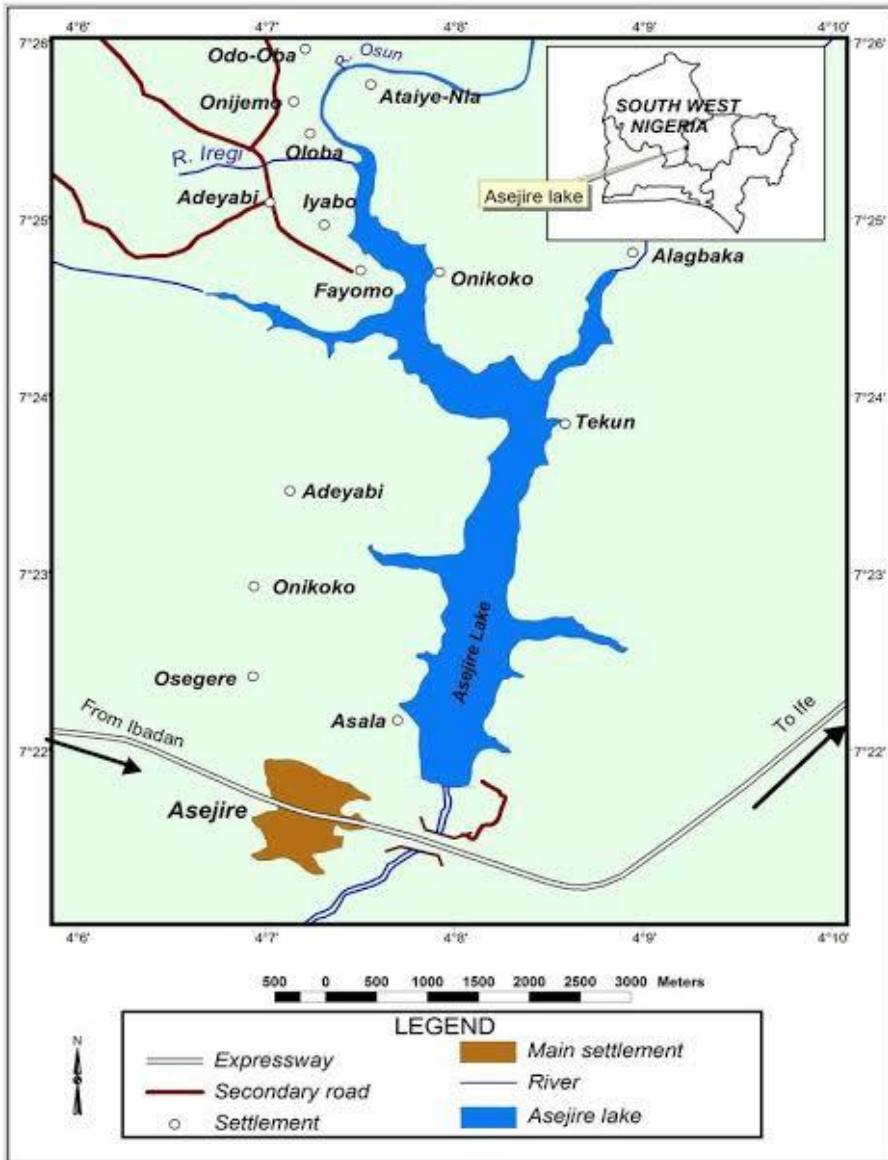 4°6' 4°7' 4°8' 4°9' 4°10'
7°26' 7°26'
Odo-Oba
R. Osun
Onijemo
Ataiye-Nla
SOUTH WEST
NIGERIA
Oloba
R. Iregi
Adeyabi
Iyabo
Asejire lake
7°25' 7°25'
Alagbaka
Fayomo
Onikoko
7°24' 7°24'
Tekun
Adeyabi
7°23' 7°23'
Onikoko
Asejire Lake
Osegere
From Ibadan
Asala
To Ife
7°22' 7°22'
Asejire
4°6' 4°7' 4°8' 4°9' 4°10'
500 0 500 1000 1500 2000 2500 3000 Meters
N
LEGEND
Expressway
Main settlement
Secondary road
River
Settlement
Asejire lake